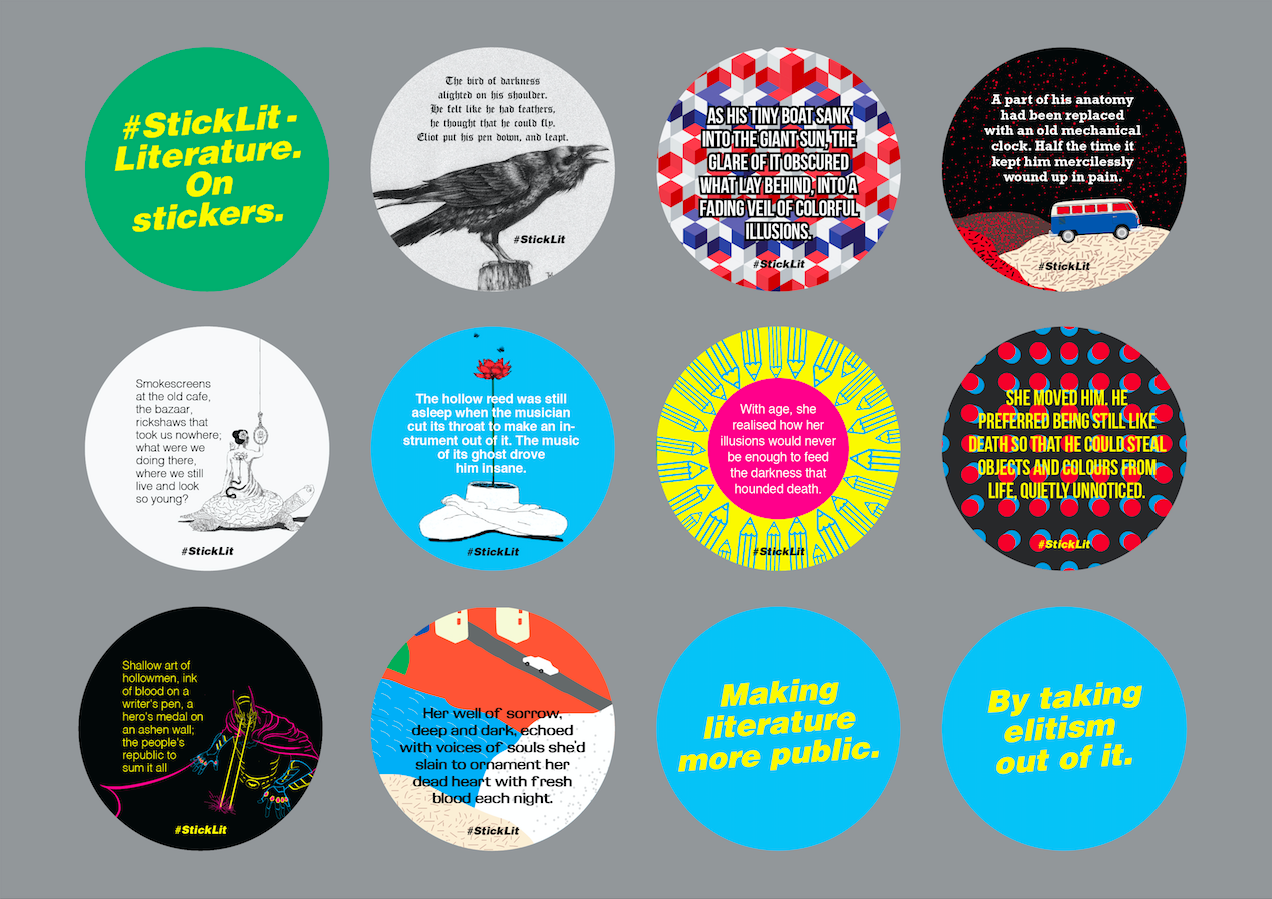 #StickLit -
Literature.
On
stickers.
The bird of darkness
alighted on his shoulder.
He felt like he had feathers,
he thought that he could fly.
Eliot put his pen down, and leapt.
#StickLit
AS HIS TINY BOAT SANK
INTO THE GIANT SUN, THE
GLARE OF IT OBSCURED
WHAT LAY BEHIND, INTO A
FADING VEIL OF COLORFUL
ILLUSIONS.
#StickLit
A part of his anatomy
had been replaced
with an old mechanical
clock. Half the time it
kept him mercilessly
wound up in pain.
#StickLit
Smokescreens
at the old cafe,
the bazaar,
rickshaws that
took us nowhere;
what were we
doing there,
where we still
live and look
so young?
#StickLit
The hollow reed was still
asleep when the musician
cut its throat to make an in-
strument out of it. The music
of its ghost drove
him insane.
#StickLit
With age, she
realised how her
illusions would never
be enough to feed
the darkness that
hounded death.
#StickLit
SHE MOVED HIM. HE
PREFERRED BEING STILL LIKE
DEATH SO THAT HE COULD STEAL
OBJECTS AND COLOURS FROM
LIFE, QUIETLY UNNOTICED.
#StickLit
Shallow art of
hollowmen, ink
of blood on a
writer's pen, a
hero's medal on
an ashen wall;
the people's
republic to
sum it all
#StickLit
Her well of sorrow,
deep and dark, echoed
with voices of souls she'd
slain to ornament her
dead heart with fresh
blood each night.
#StickLit
Making
literature
more public.
By taking
elitism
out of it.